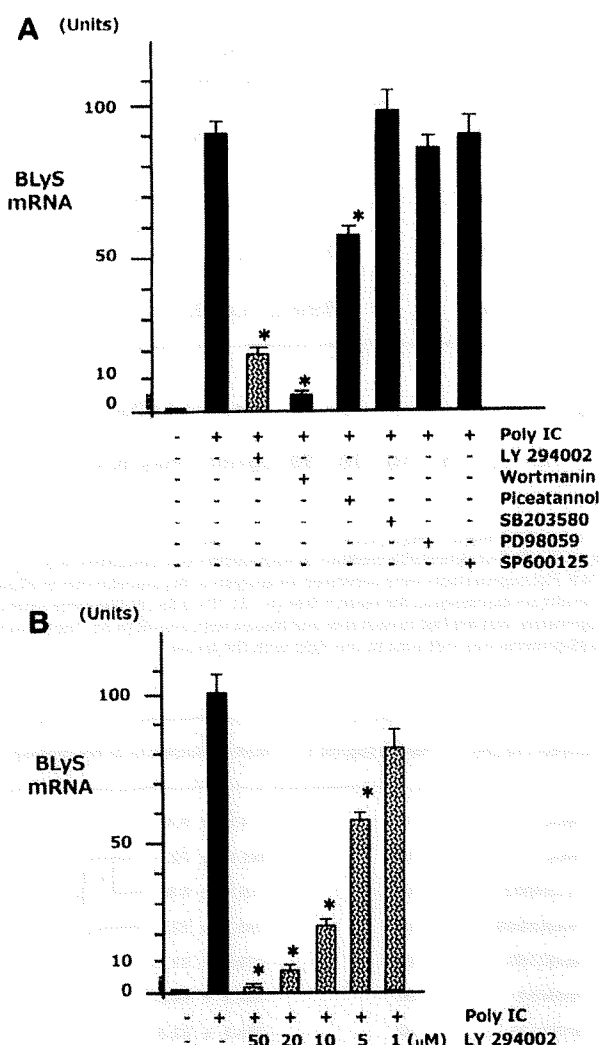 A (Units)
100
BLyS
mRNA
50
10
0
- + + + + + + + Poly IC
- - + - - - - - LY 294002
- - - + - - - - Wortmanin
- - - - + - - - Piceatannol
- - - - - + - - SB203580
- - - - - - + - PD98059
- - - - - - - + SP600125
B (Units)
100
BLyS
mRNA
50
10
0
- + + + + + + Poly IC
- - 50 20 10 5 1 (μM) LY 294002